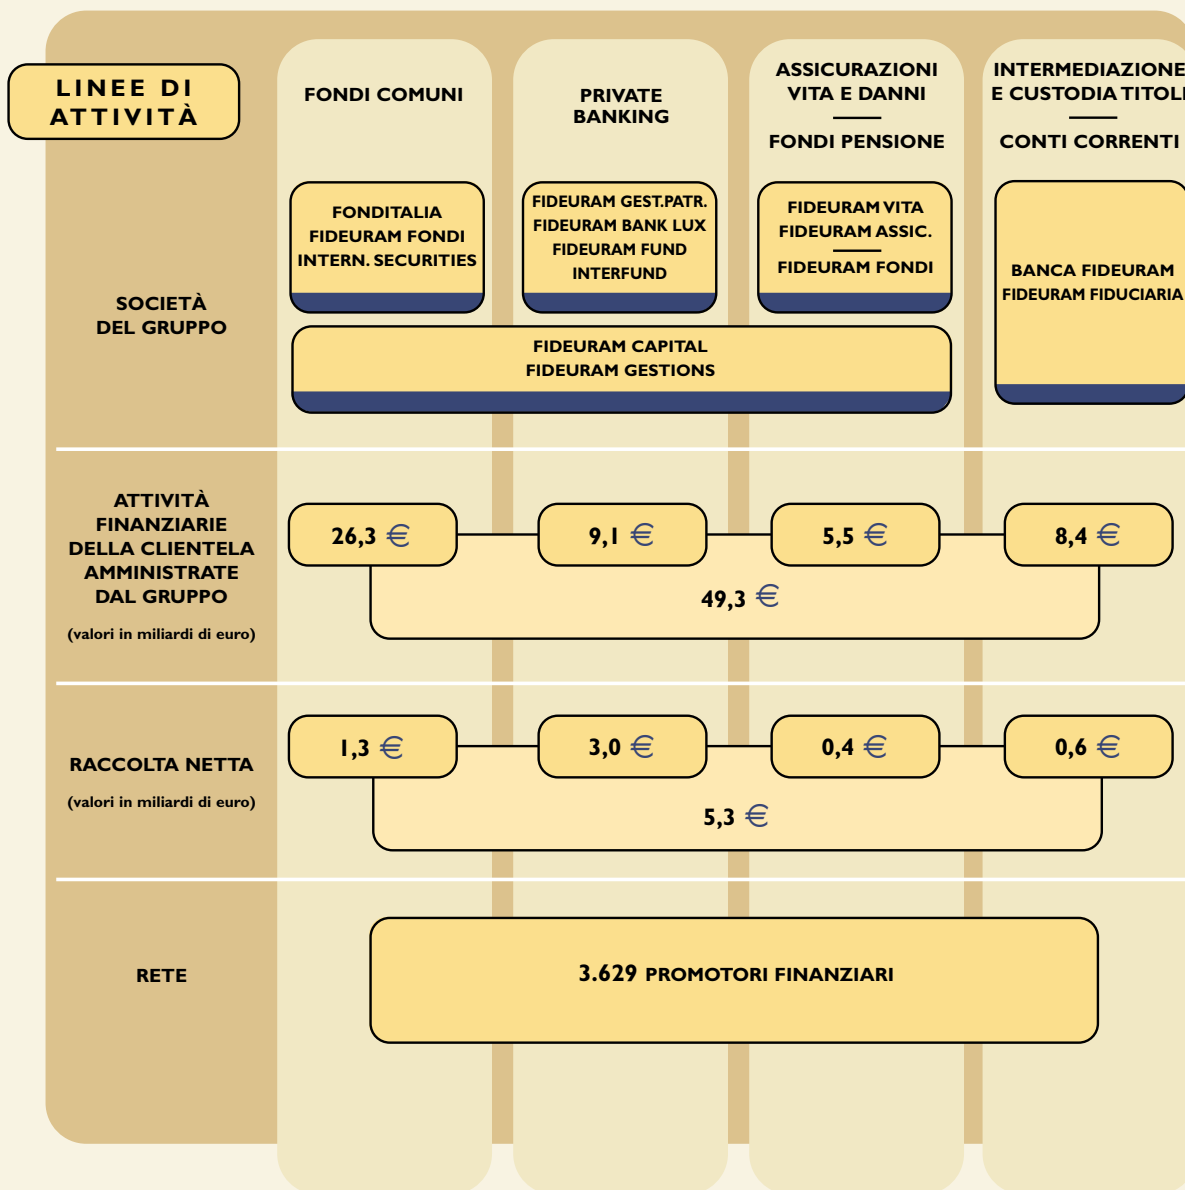 LINEE DI
ATTIVITÀ
FONDI COMUNI
PRIVATE
BANKING
ASSICURAZIONI
VITA E DANNI
FONDI PENSIONE
INTERMEDIAZIONE
E CUSTODIA TITOLI
CONTI CORRENTI
SOCIETÀ
DEL GRUPPO
FONDITALIA
FIDEURAM FONDI
INTERN. SECURITIES
FIDEURAM GEST.PATR.
FIDEURAM BANK LUX
FIDEURAM FUND
INTERFUND
FIDEURAM VITA
FIDEURAM ASSIC.
FIDEURAM FONDI
BANCA FIDEURAM
FIDEURAM FIDUCIARIA
FIDEURAM CAPITAL
FIDEURAM GESTIONS
ATTIVITÀ
FINANZIARIE
DELLA CLIENTELA
AMMINISTRATE
DAL GRUPPO
(valori in miliardi di euro)
26,3 €
9,1 €
5,5 €
8,4 €
49,3 €
RACCOLTA NETTA
(valori in miliardi di euro)
1,3 €
3,0 €
0,4 €
0,6 €
5,3 €
RETE
3.629 PROMOTORI FINANZIARI